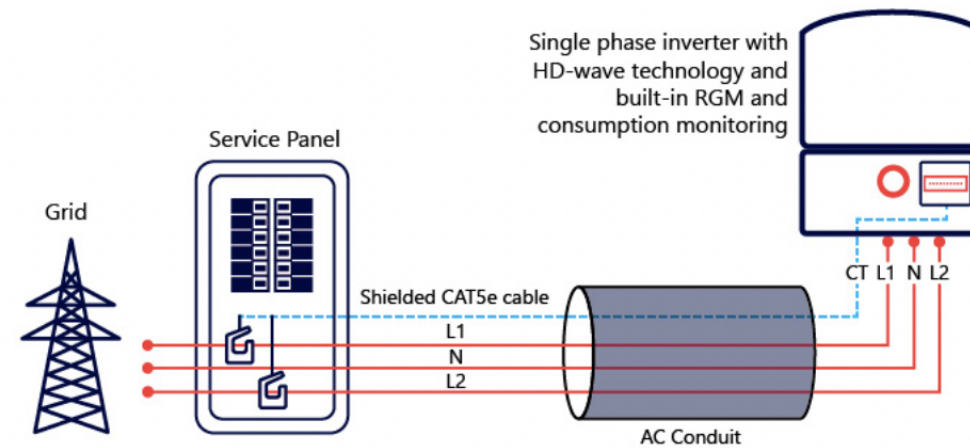 Single phase inverter with
HD-wave technology and
built-in RGM and
consumption monitoring
Service Panel
Grid
CT L1 N L2
Shielded CAT5e cable
L1
N
L2
AC Conduit